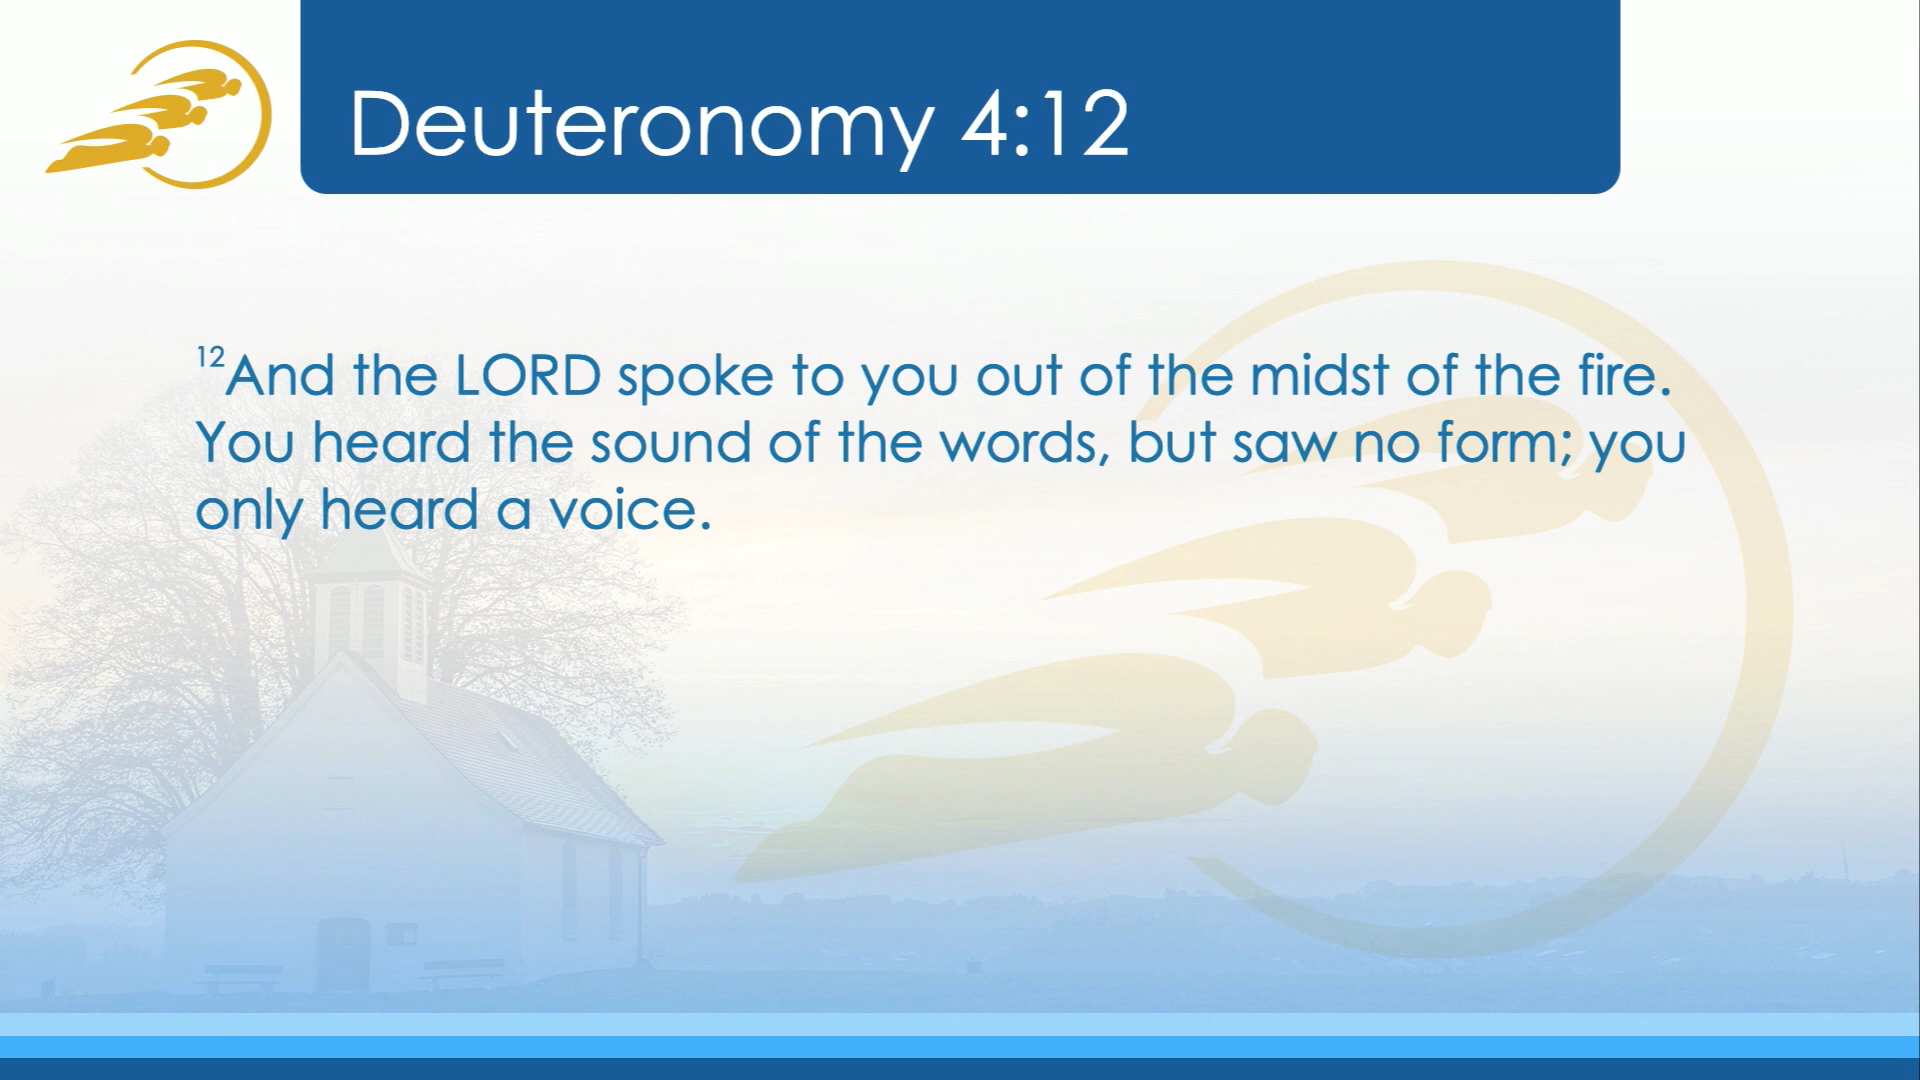 Deuteronomy 4:12
12And the LORD spoke to you out of the midst of the fire.
You heard the sound of the words, but saw no form; you
only heard a voice.